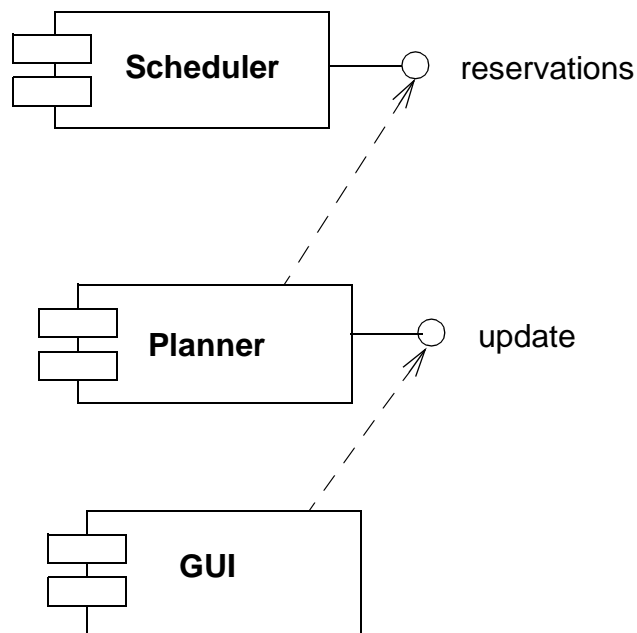 Scheduler
reservations
Planner
update
GUI